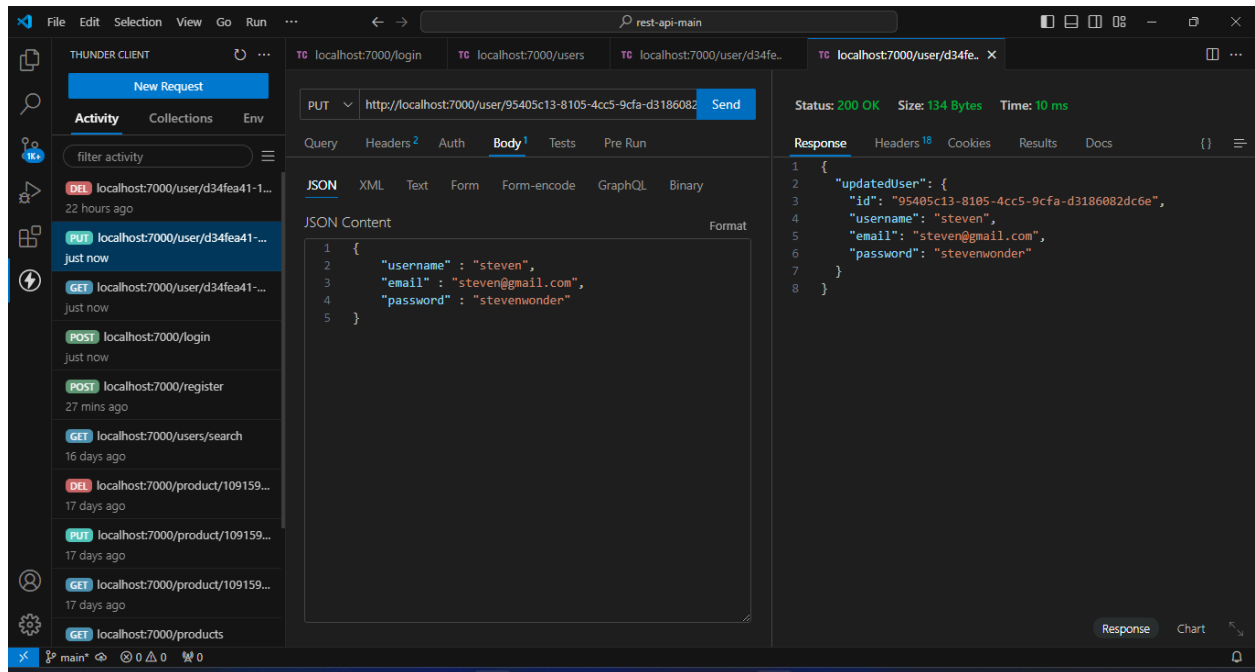 File Edit Selection View Go Run ··· ← → rest-api-main
THUNDER CLIENT
New Request
Activity Collections Env
filter activity
DEL localhost:7000/user/d34fea41-1...
22 hours ago
PUT localhost:7000/user/d34fea41-...
just now
GET localhost:7000/user/d34fea41-...
just now
POST localhost:7000/login
just now
POST localhost:7000/register
27 mins ago
GET localhost:7000/users/search
16 days ago
DEL localhost:7000/product/109159...
17 days ago
PUT localhost:7000/product/109159...
17 days ago
GET localhost:7000/product/109159...
17 days ago
GET localhost:7000/products
1K+
TC localhost:7000/login TC localhost:7000/users TC localhost:7000/user/d34fe.. TC localhost:7000/user/d34fe..
PUT http://localhost:7000/user/95405c13-8105-4cc5-9cfa-d3186082 Send
Query Headers 2 Auth Body 1 Tests Pre Run
JSON XML Text Form Form-encode GraphQL Binary
JSON Content Format
1 {
2 "username" : "steven",
3 "email" : "steven@gmail.com",
4 "password" : "stevenwonder"
5 }
Status: 200 OK Size: 134 Bytes Time: 10 ms
Response Headers 18 Cookies Results Docs { }
1 {
2 "updatedUser": {
3 "id": "95405c13-8105-4cc5-9cfa-d3186082dc6e",
4 "username": "steven",
5 "email": "steven@gmail.com",
6 "password": "stevenwonder"
7 }
8 }
Response Chart
main* 0 0 0